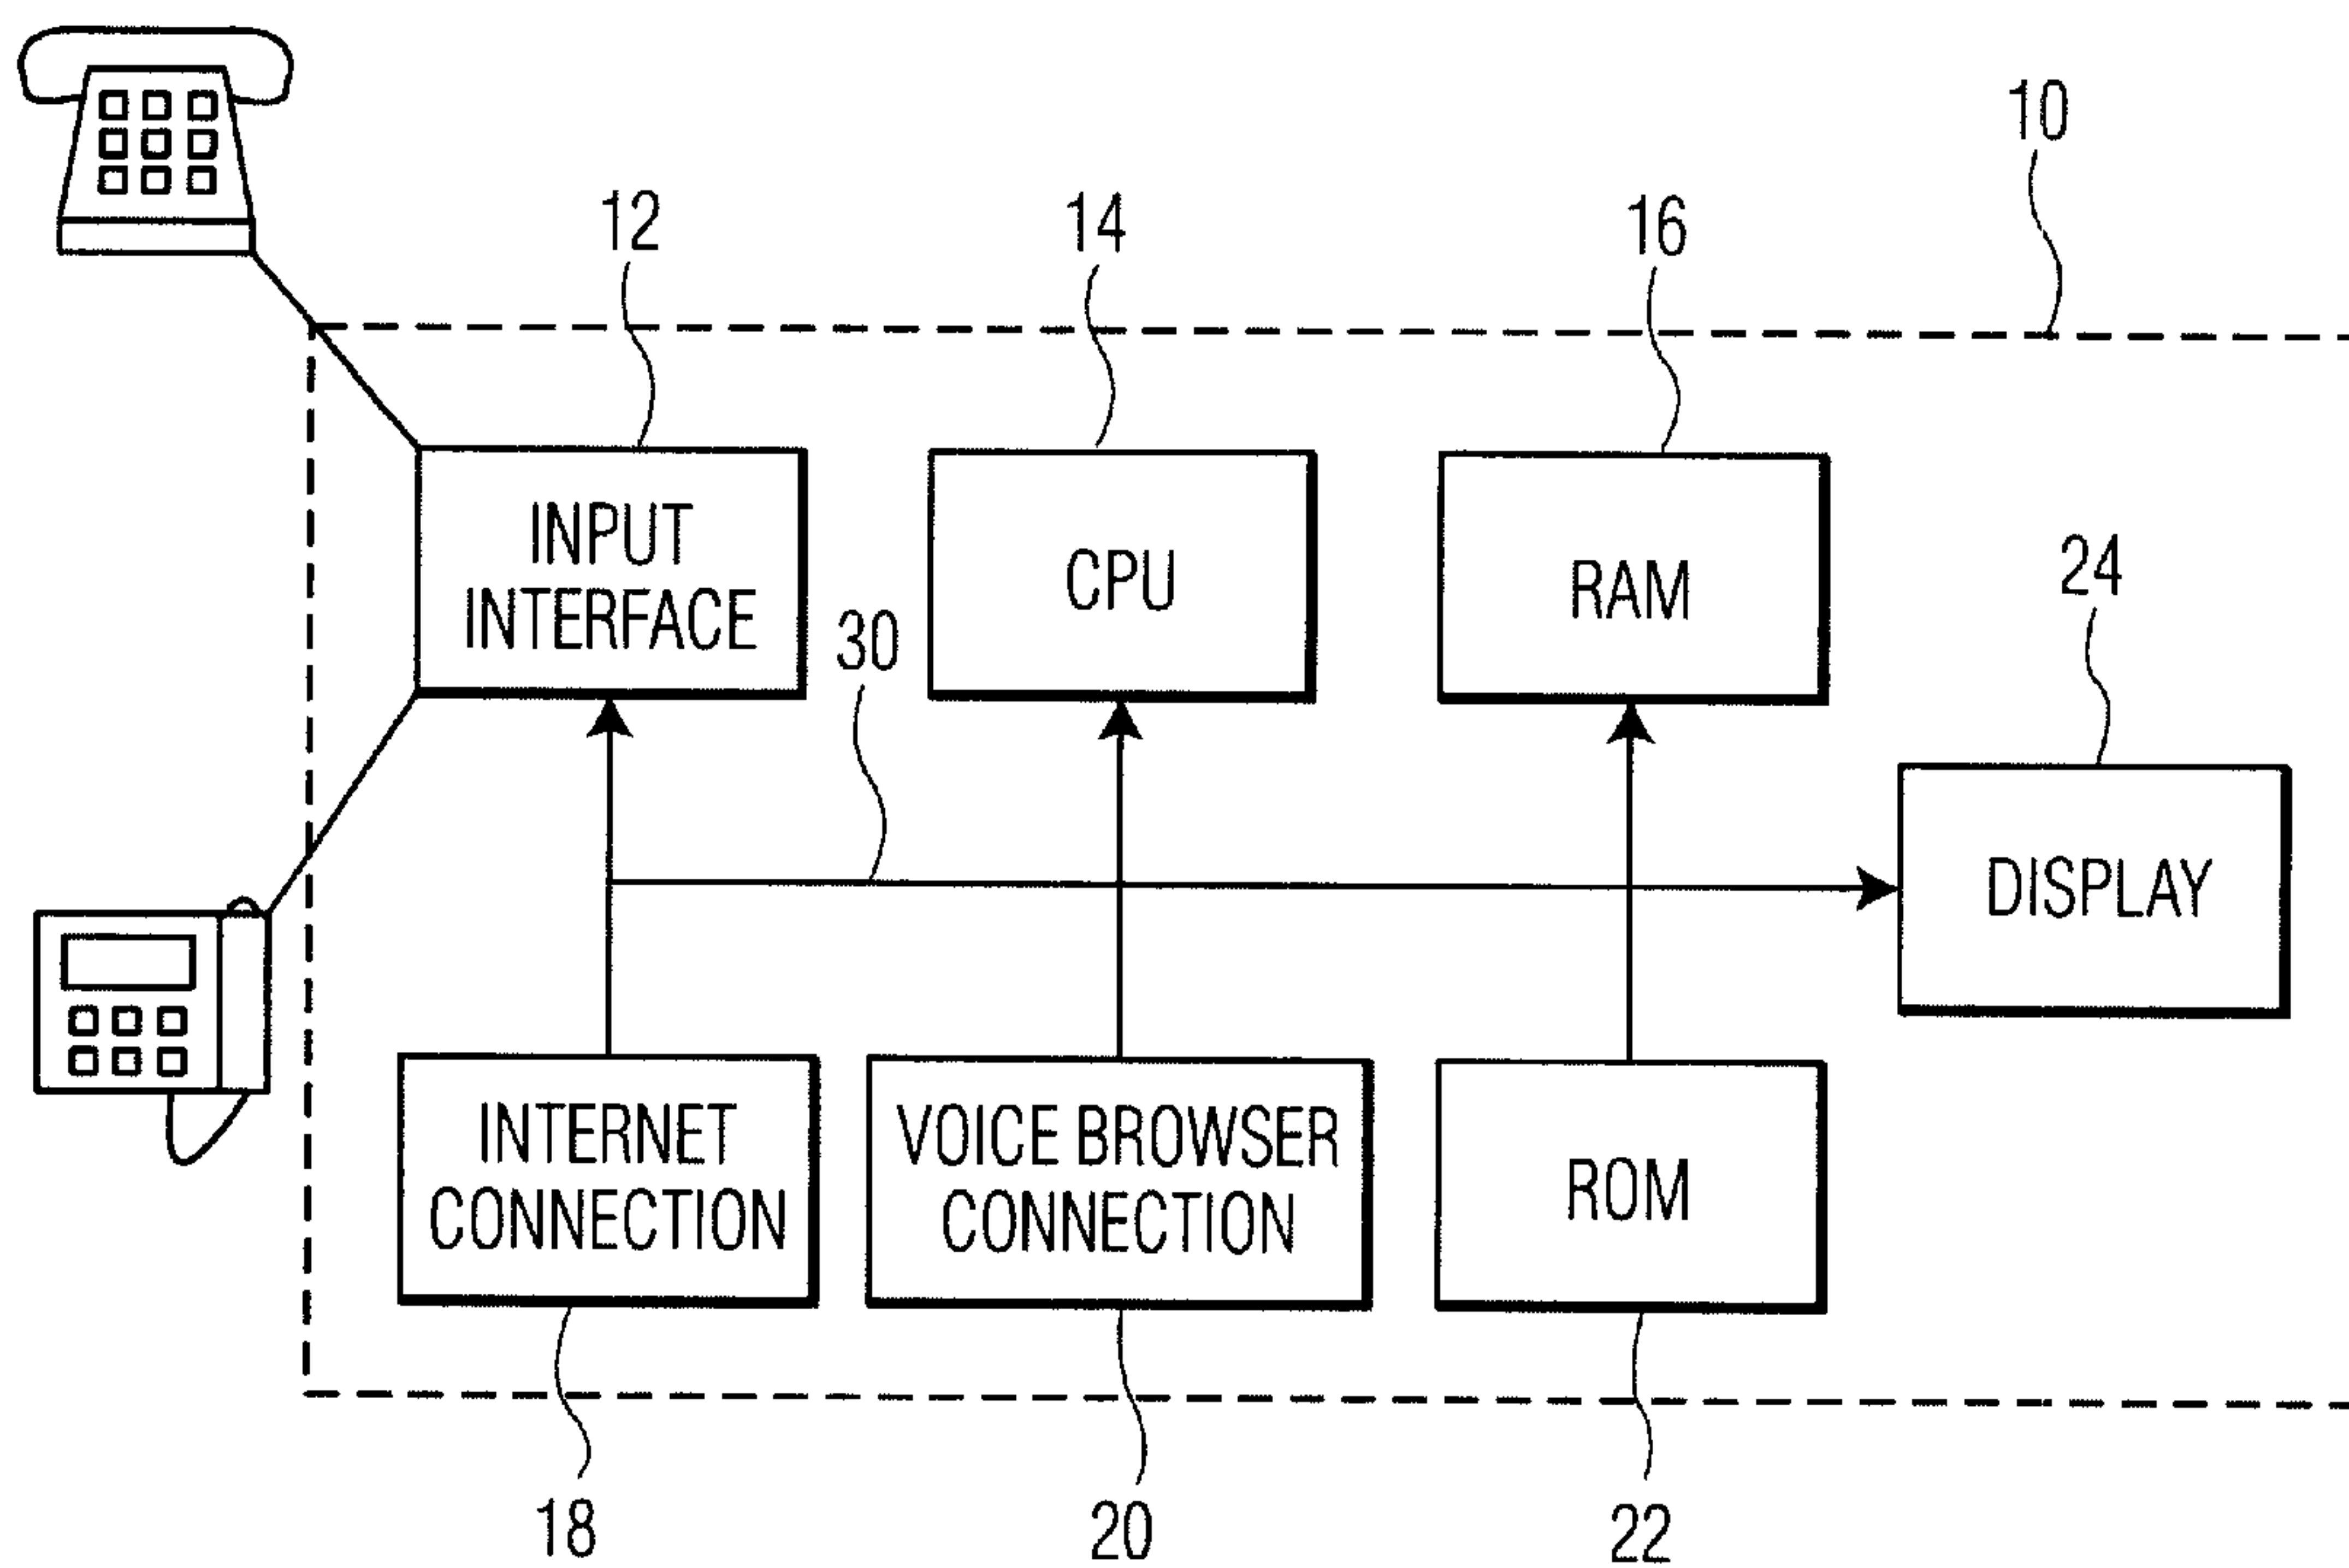 10
12
14
16
INPUT
INTERFACE
CPU
RAM
24
30
DISPLAY
INTERNET
CONNECTION
VOICE BROWSER
CONNECTION
ROM
18
20
22